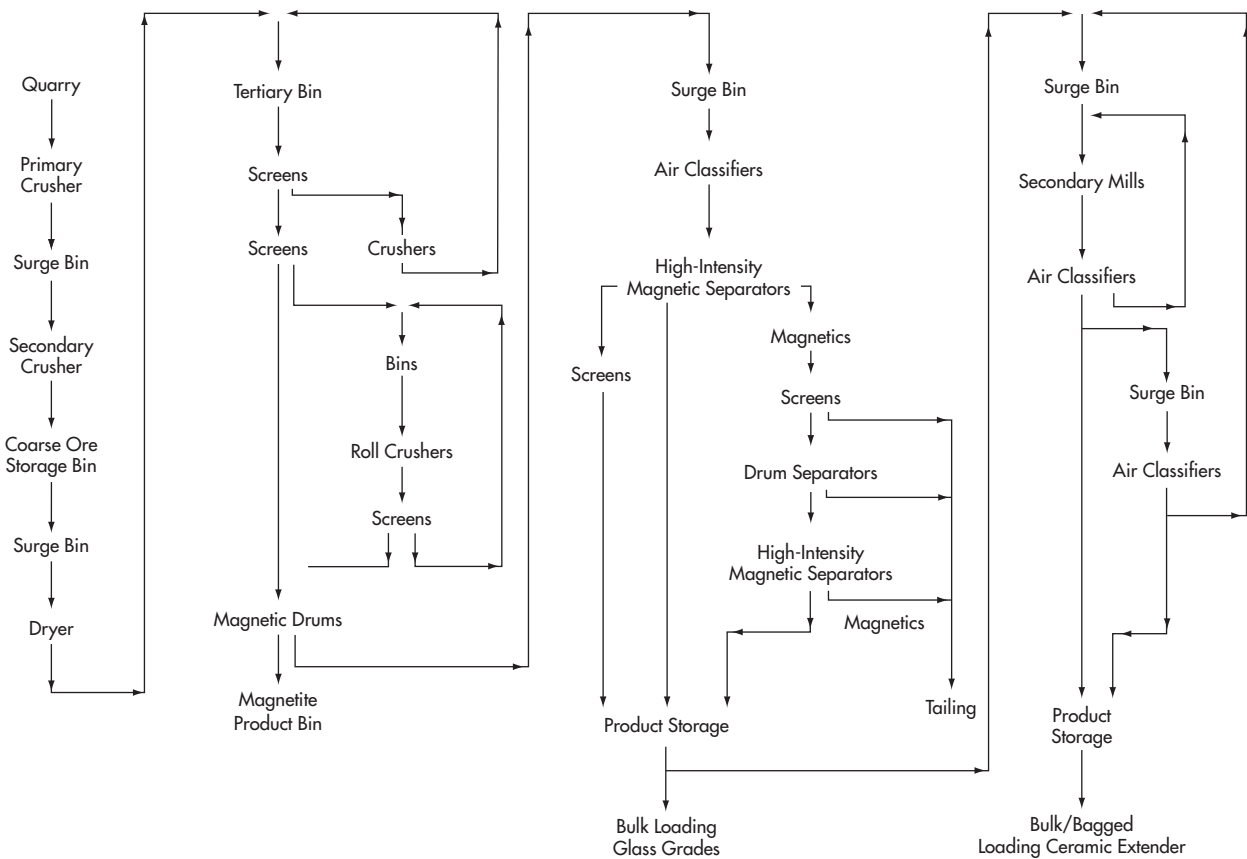 Quarry
Primary
Crusher
Surge Bin
Secondary
Crusher
Coarse Ore
Storage Bin
Surge Bin
Dryer
Tertiary Bin
Screens
Screens
Crushers
Bins
Roll Crushers
Screens
Magnetic Drums
Magnetite
Product Bin
Surge Bin
Air Classifiers
High-Intensity
Magnetic Separators
Screens
Magnetics
Screens
Drum Separators
High-Intensity
Magnetic Separators
Magnetics
Tailing
Product Storage
Bulk Loading
Glass Grades
Surge Bin
Secondary Mills
Air Classifiers
Surge Bin
Air Classifiers
Product
Storage
Bulk/Bagged
Loading Ceramic Extender